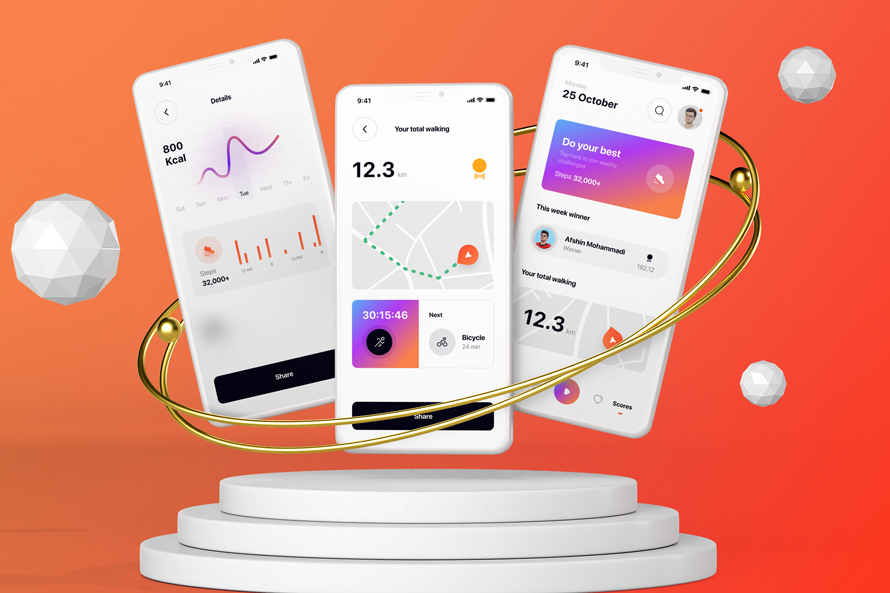 9:41
Details
800
Kcal
Sat Sun Mon Tue Wed Thu Fri
Steps
32,000+
12 AM 6 12 PM 6
Share
9:41
Your total walking
12.3 km
30:15:46
Next
Bicycle
24 min
Share
9:41
Monday
25 October
Do your best
Tap here to join weekly
challenges
Steps 32,000+
This week winner
Afshin Mohammadi
Winner
192,12
Your total walking
12.3 km
Scores